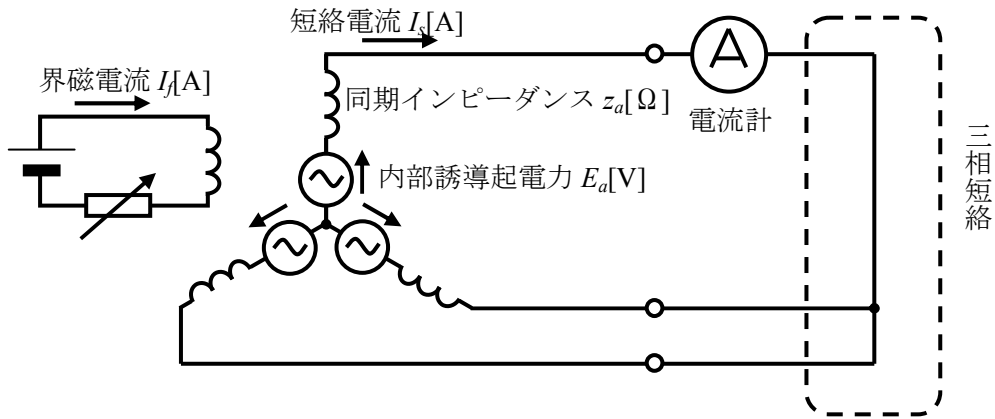 短絡電流 Is[A]
界磁電流 If[A]
同期インピーダンス za[Ω]
A
電流計
内部誘導起電力 Ea[V]
三相短絡